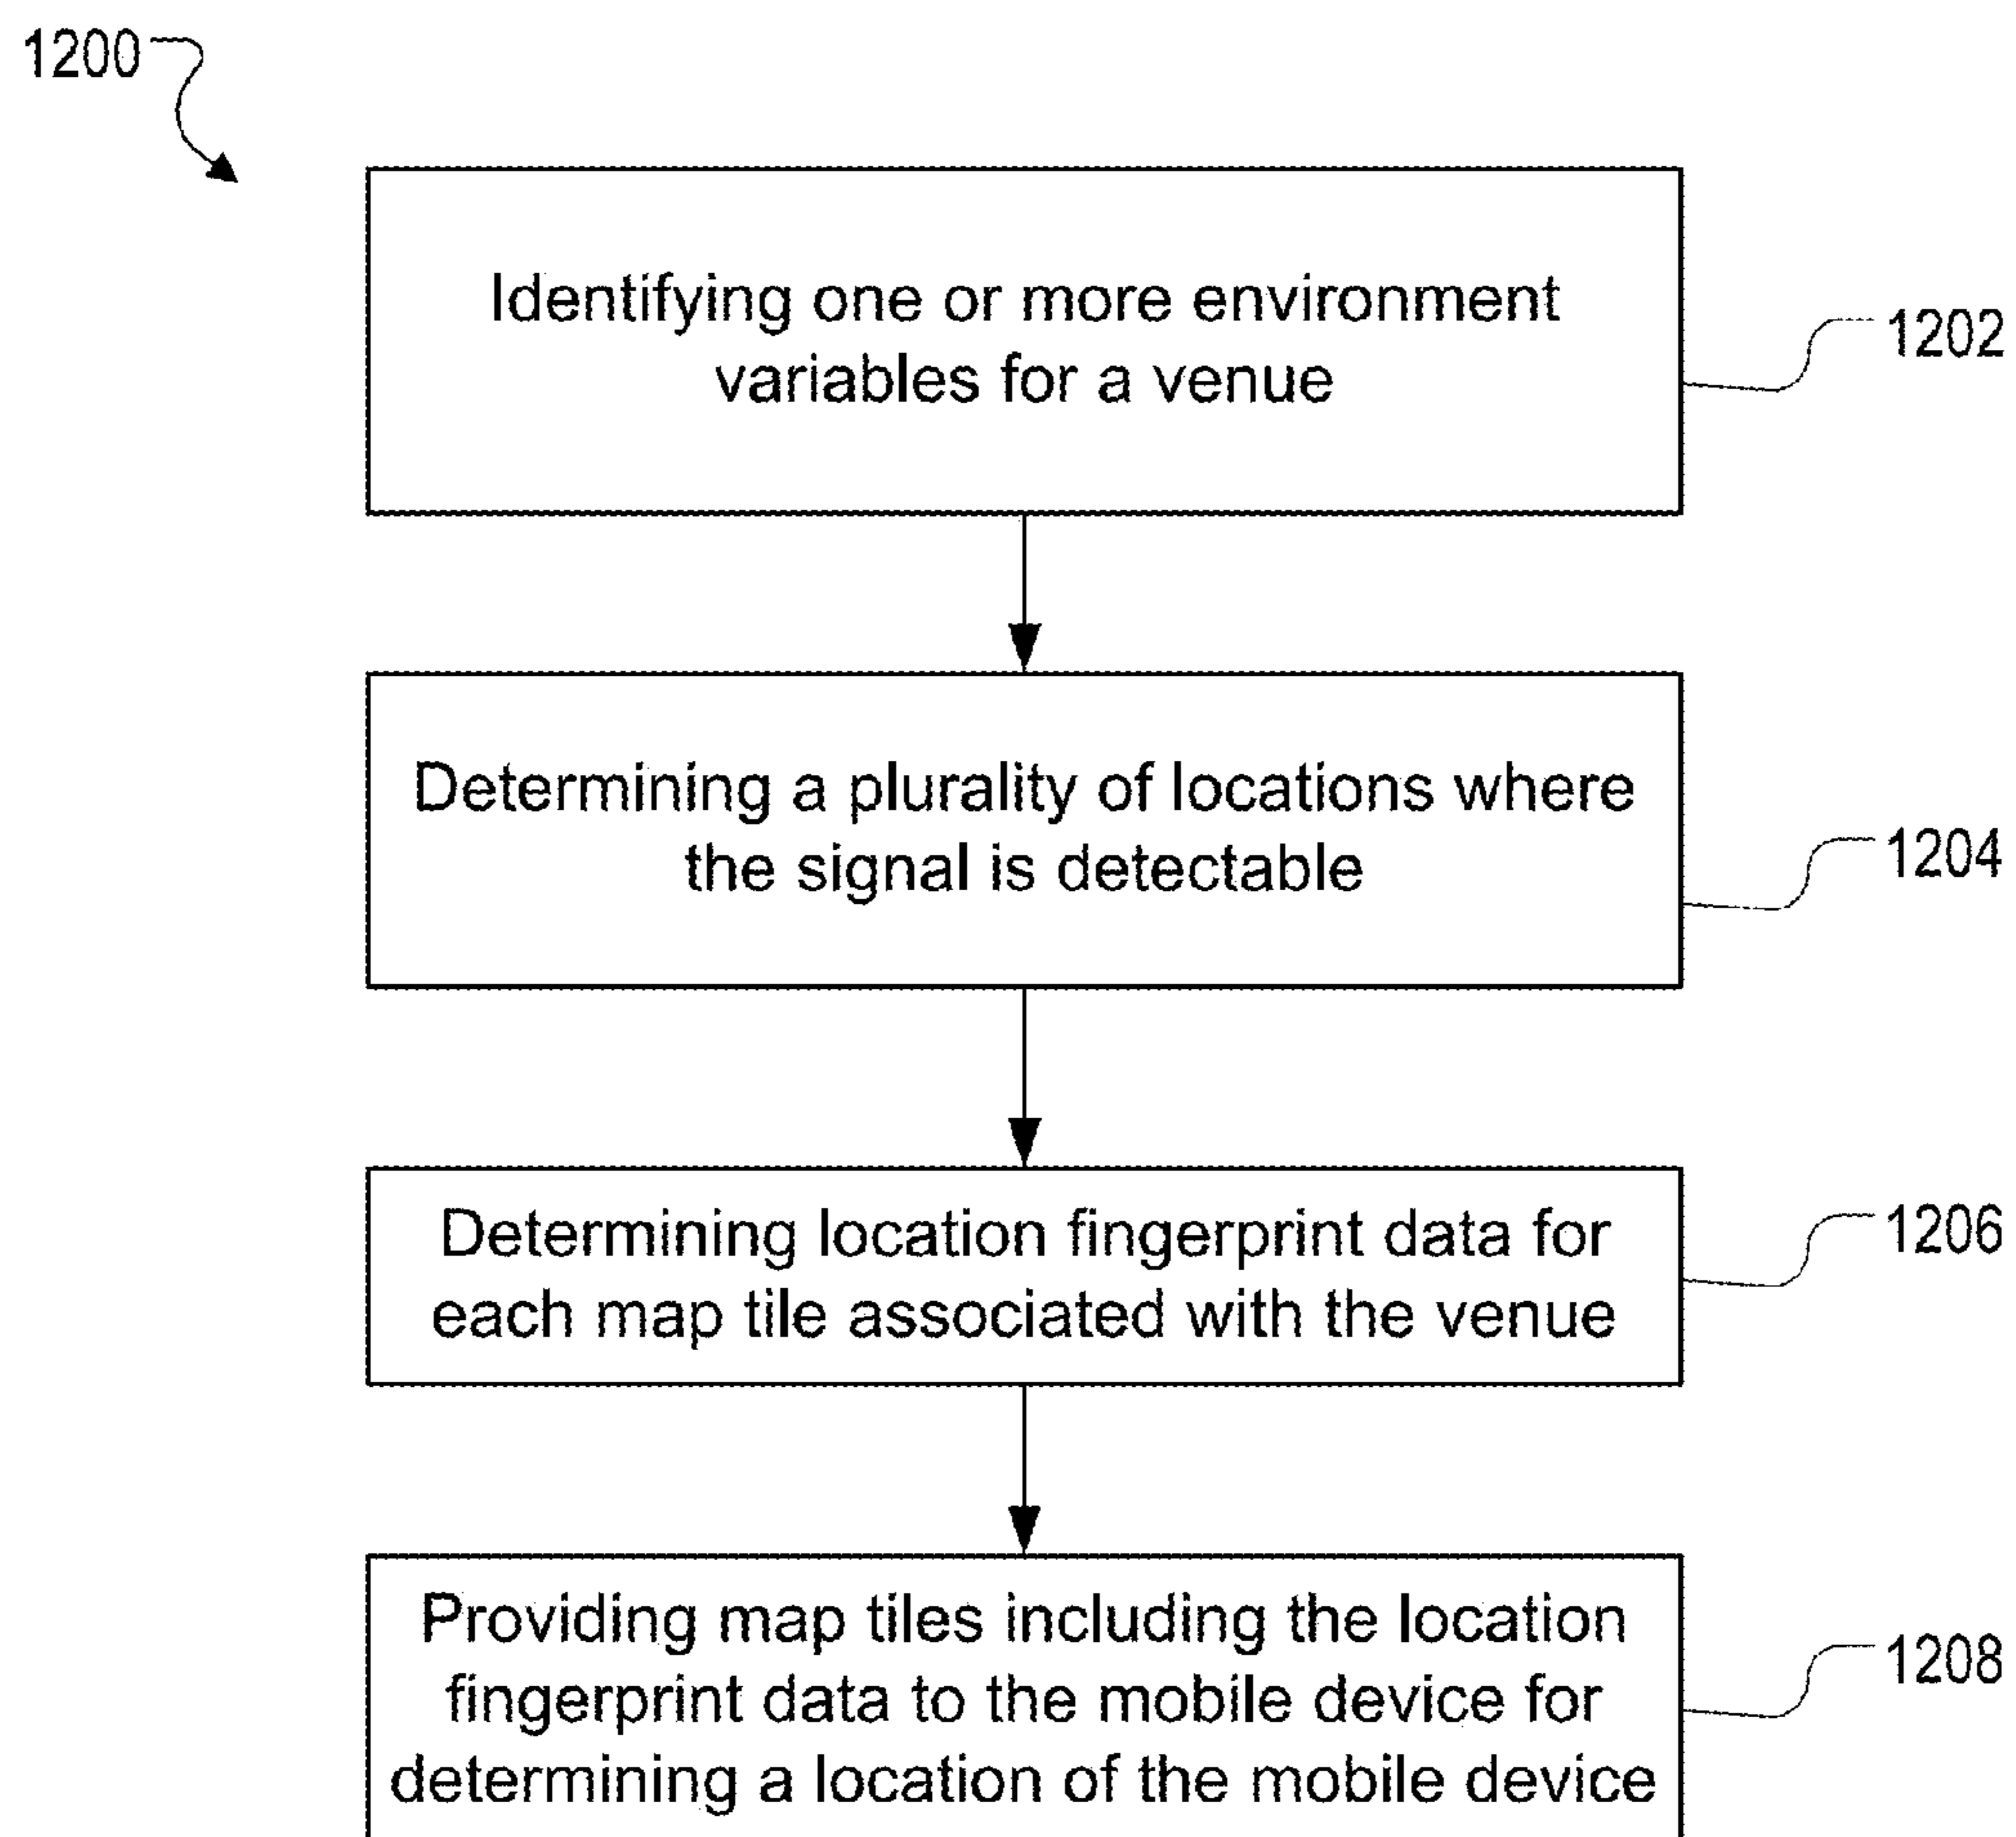 1200
Identifying one or more environment
variables for a venue
1202
Determining a plurality of locations where
the signal is detectable
1204
Determining location fingerprint data for
each map tile associated with the venue
1206
Providing map tiles including the location
fingerprint data to the mobile device for
determining a location of the mobile device
1208